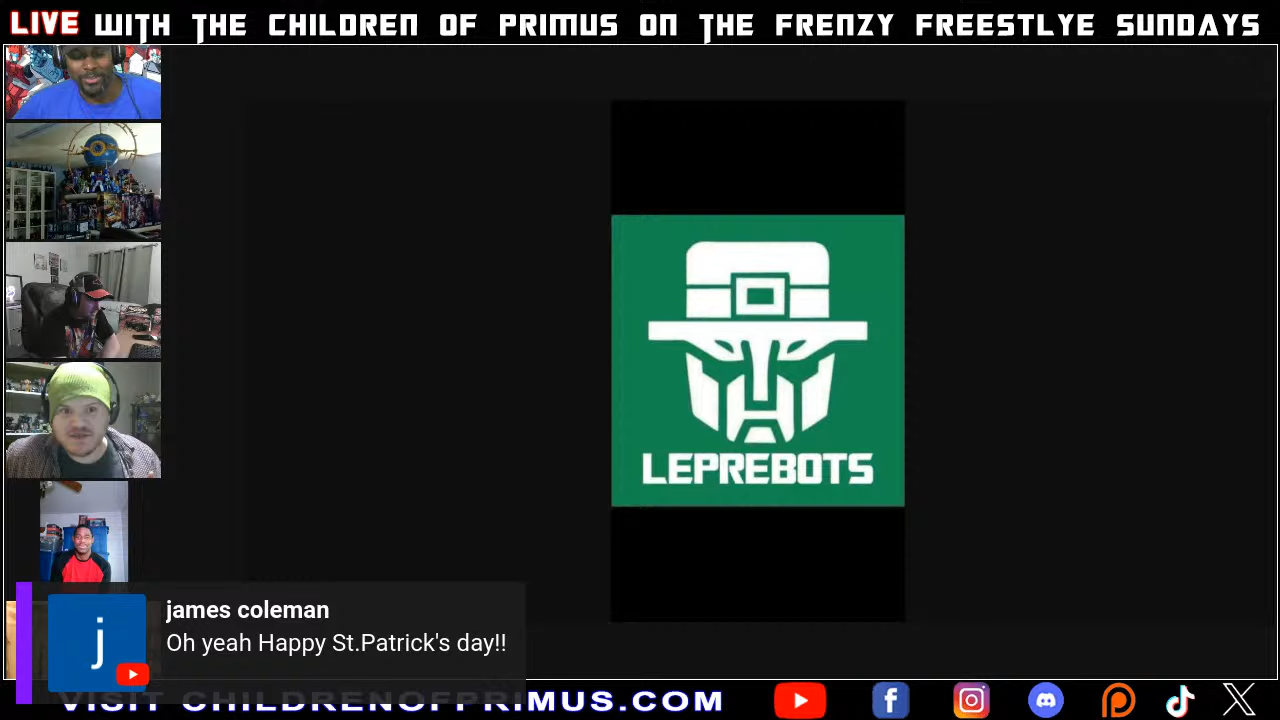 LIVE WITH THE CHILDREN OF PRIMUS ON THE FRENZY FREESTLYE SUNDAYS
LEPREBOTS
james coleman
Oh yeah Happy St.Patrick's day!!
j
VISIT CHILDRENOFPRIMUS.COM